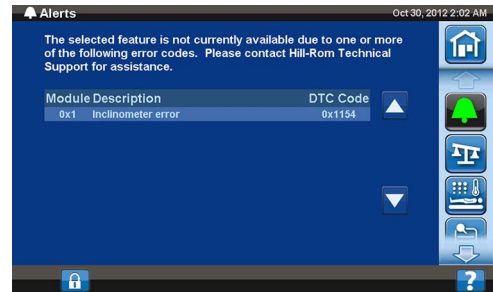 Alerts
Oct 30, 2012 2:02 AM
The selected feature is not currently available due to one or more
of the following error codes. Please contact Hill-Rom Technical
Support for assistance.
Module Description DTC Code
0x1 Inclinometer error 0x1154
?